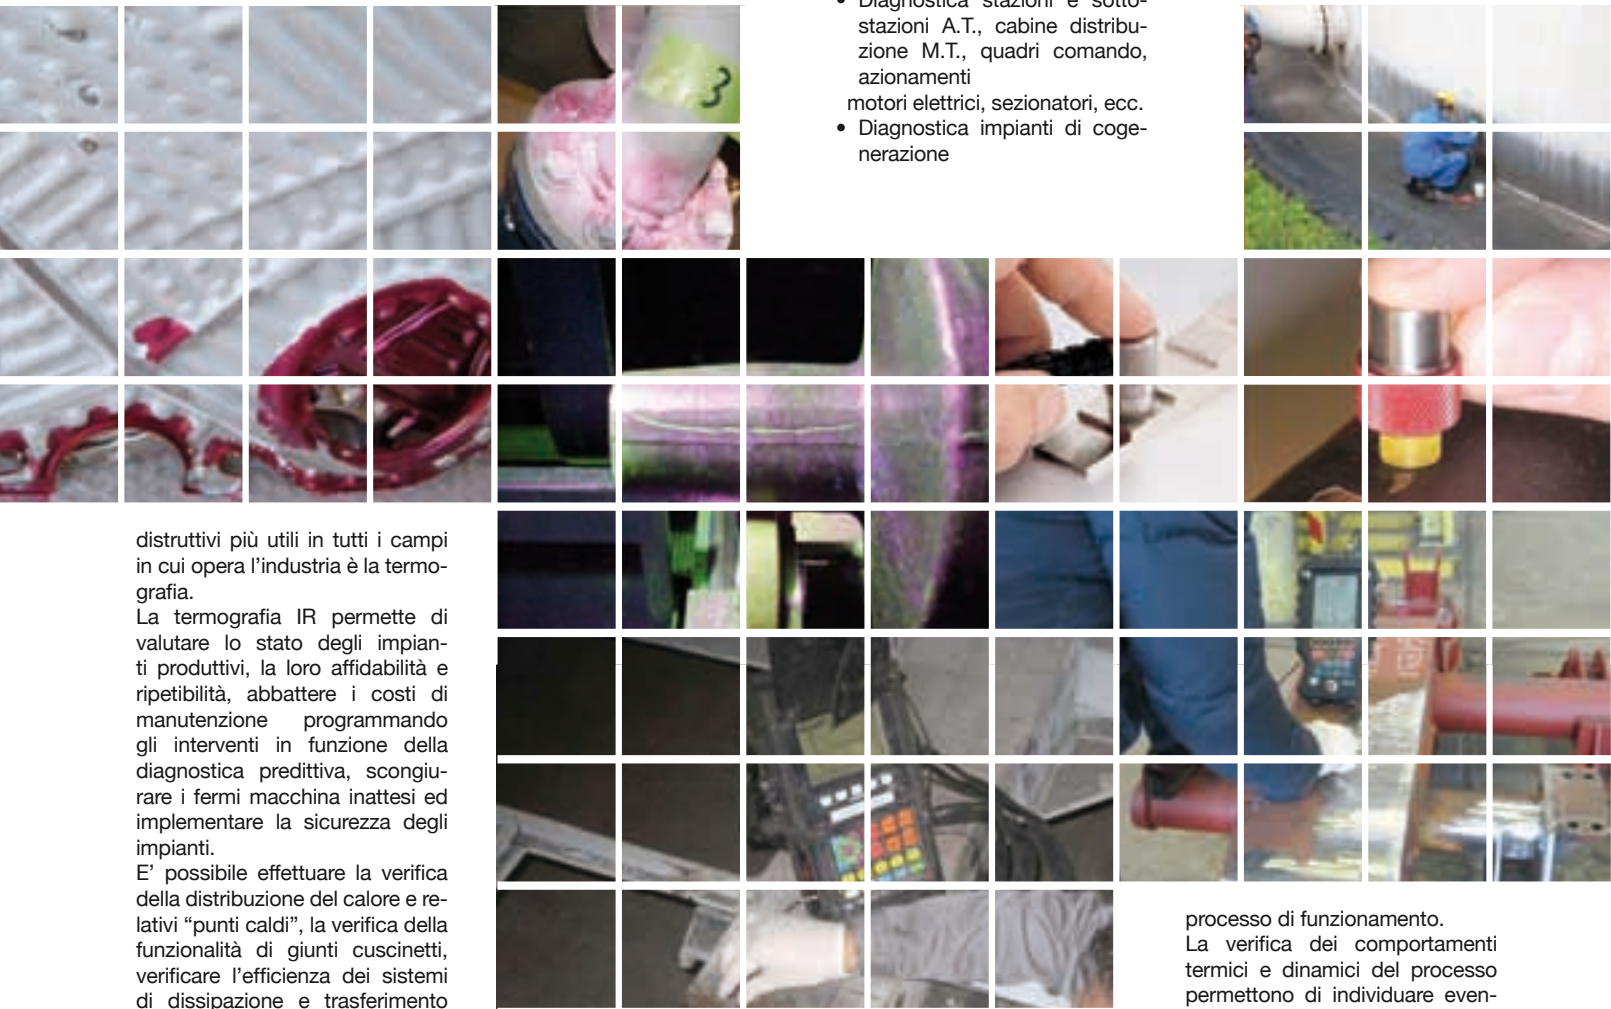 • Diagnostica stazioni e sotto-
stazioni A.T., cabine distribu-
zione M.T., quadri comando,
azionamenti
motori elettrici, sezionatori, ecc.
• Diagnostica impianti di coge-
nerazione
3
distruttivi più utili in tutti i campi
in cui opera l’industria è la termo-
grafia.
La termografia IR permette di
valutare lo stato degli impian-
ti produttivi, la loro affidabilità e
ripetibilità, abbattere i costi di
manutenzione programmando
gli interventi in funzione della
diagnostica predittiva, scongiu-
rare i fermi macchina inattesi ed
implementare la sicurezza degli
impianti.
E’ possibile effettuare la verifica
della distribuzione del calore e re-
lativi “punti caldi”, la verifica della
funzionalità di giunti cuscinetti,
verificare l’efficienza dei sistemi
di dissipazione e trasferimento
processo di funzionamento.
La verifica dei comportamenti
termici e dinamici del processo
permettono di individuare even-